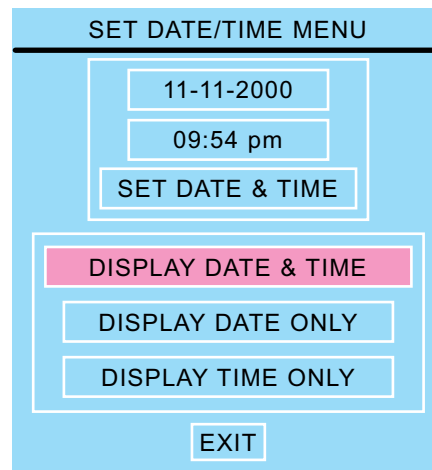 SET DATE/TIME MENU
11-11-2000
09:54 pm
SET DATE & TIME
DISPLAY DATE & TIME
DISPLAY DATE ONLY
DISPLAY TIME ONLY
EXIT